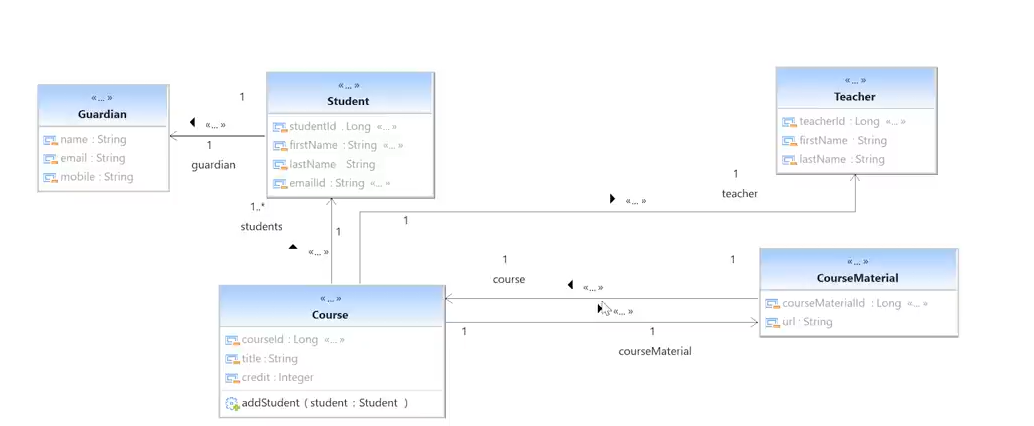 «... »
Guardian
name : String
email : String
mobile : String
1
«... »
1
guardian
«... »
Student
studentId : Long «... »
firstName : String «... »
lastName : String
emailId : String «... »
«... »
Teacher
teacherId : Long «... »
firstName : String
lastName : String
1
teacher
«... »
1
1..*
students
1
«... »
1
course
«... »
1
«... »
1
1
courseMaterial
«... »
CourseMaterial
courseMaterialId : Long «... »
url : String
«... »
Course
courseId : Long «... »
title : String
credit : Integer
addStudent ( student : Student )